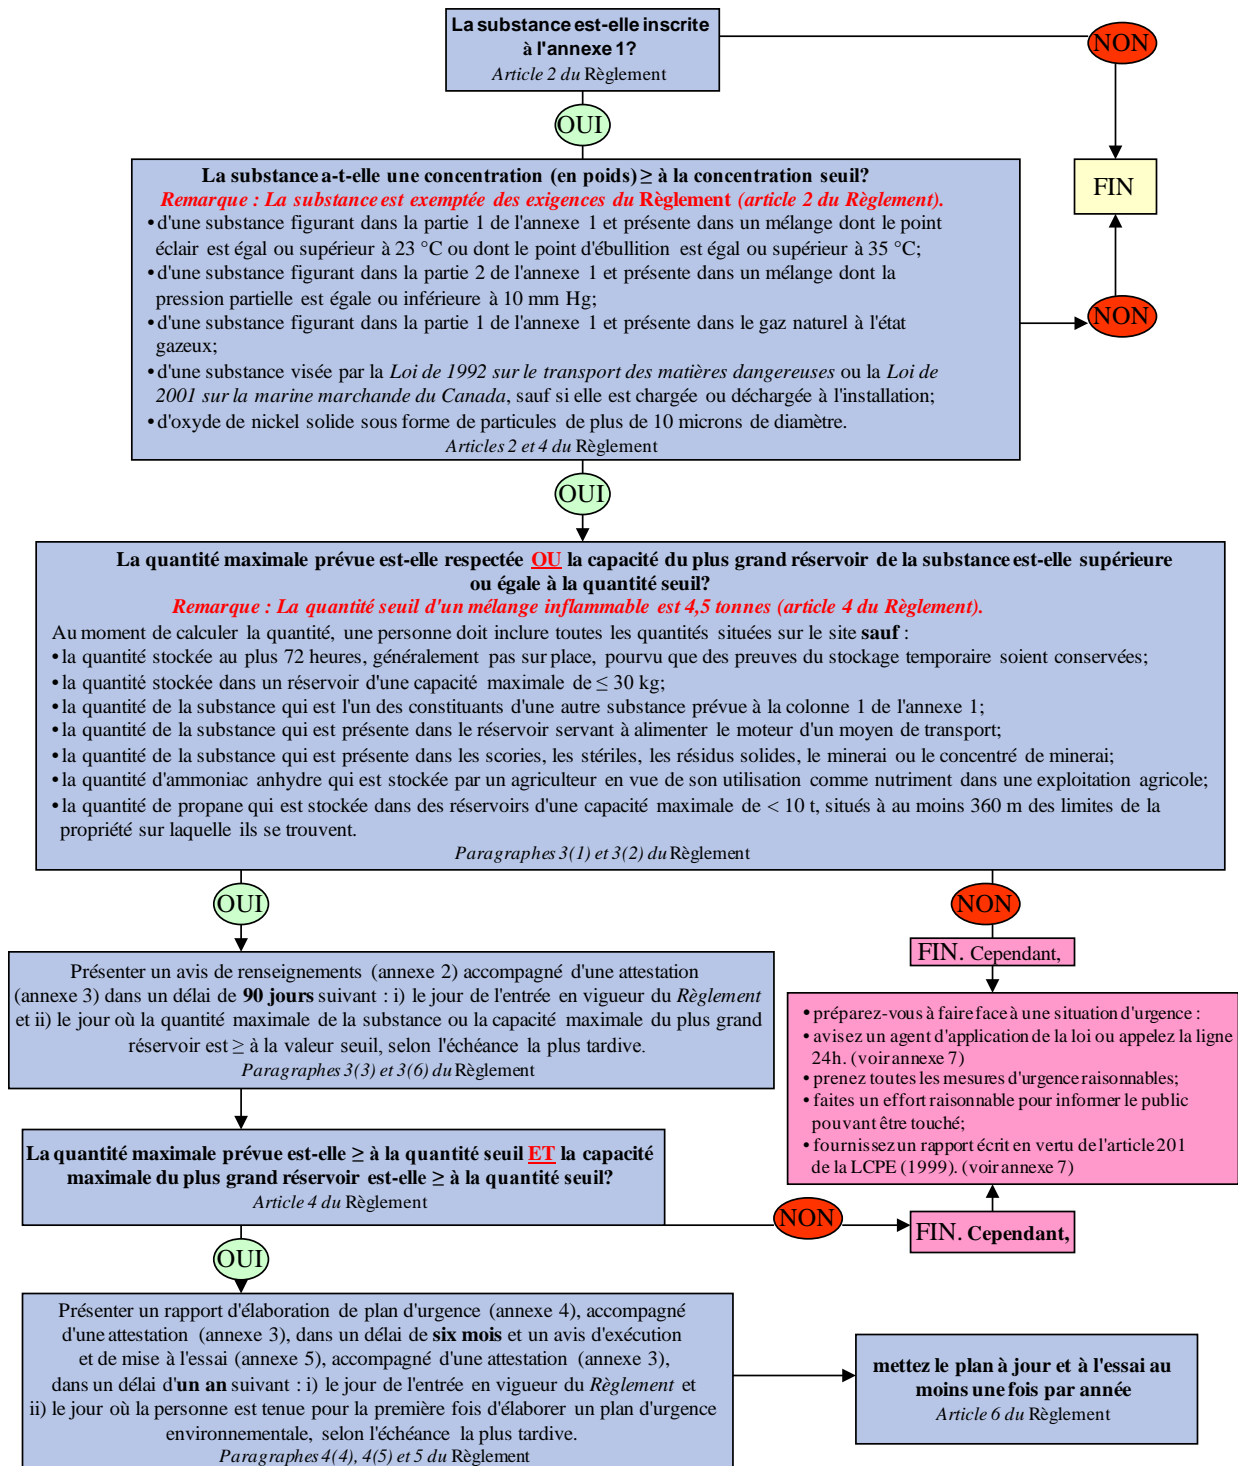 La substance est-elle inscrite
à l'annexe 1?
Article 2 du Règlement
NON
OUI
FIN
La substance a-t-elle une concentration (en poids) ≥ à la concentration seuil?
Remarque : La substance est exemptée des exigences du Règlement (article 2 du Règlement).
• d'une substance figurant dans la partie 1 de l'annexe 1 et présente dans un mélange dont le point
éclair est égal ou supérieur à 23 °C ou dont le point d'ébullition est égal ou supérieur à 35 °C;
• d'une substance figurant dans la partie 2 de l'annexe 1 et présente dans un mélange dont la
pression partielle est égale ou inférieure à 10 mm Hg;
• d'une substance figurant dans la partie 1 de l'annexe 1 et présente dans le gaz naturel à l'état
gazeux;
• d'une substance visée par la Loi de 1992 sur le transport des matières dangereuses ou la Loi de
2001 sur la marine marchande du Canada, sauf si elle est chargée ou déchargée à l'installation;
• d'oxyde de nickel solide sous forme de particules de plus de 10 microns de diamètre.
Articles 2 et 4 du Règlement
NON
OUI
La quantité maximale prévue est-elle respectée OU la capacité du plus grand réservoir de la substance est-elle supérieure
ou égale à la quantité seuil?
Remarque : La quantité seuil d'un mélange inflammable est 4,5 tonnes (article 4 du Règlement).
Au moment de calculer la quantité, une personne doit inclure toutes les quantités situées sur le site sauf :
• la quantité stockée au plus 72 heures, généralement pas sur place, pourvu que des preuves du stockage temporaire soient conservées;
• la quantité stockée dans un réservoir d'une capacité maximale de ≤ 30 kg;
• la quantité de la substance qui est l'un des constituants d'une autre substance prévue à la colonne 1 de l'annexe 1;
• la quantité de la substance qui est présente dans le réservoir servant à alimenter le moteur d'un moyen de transport;
• la quantité de la substance qui est présente dans les scories, les stériles, les résidus solides, le minerai ou le concentré de minerai;
• la quantité d'ammoniac anhydre qui est stockée par un agriculteur en vue de son utilisation comme nutriment dans une exploitation agricole;
• la quantité de propane qui est stockée dans des réservoirs d'une capacité maximale de < 10 t, situés à au moins 360 m des limites de la
propriété sur laquelle ils se trouvent.
Paragraphes 3(1) et 3(2) du Règlement
OUI
NON
FIN. Cependant,
Présenter un avis de renseignements (annexe 2) accompagné d'une attestation
(annexe 3) dans un délai de 90 jours suivant : i) le jour de l'entrée en vigueur du Règlement
et ii) le jour où la quantité maximale de la substance ou la capacité maximale du plus grand
réservoir est ≥ à la valeur seuil, selon l'échéance la plus tardive.
Paragraphes 3(3) et 3(6) du Règlement
• préparez-vous à faire face à une situation d'urgence :
• avisez un agent d'application de la loi ou appelez la ligne
24h. (voir annexe 7)
• prenez toutes les mesures d'urgence raisonnables;
• faites un effort raisonnable pour informer le public
pouvant être touché;
• fournissez un rapport écrit en vertu de l'article 201
de la LCPE (1999). (voir annexe 7)
La quantité maximale prévue est-elle ≥ à la quantité seuil ET la capacité
maximale du plus grand réservoir est-elle ≥ à la quantité seuil?
Article 4 du Règlement
NON
FIN. Cependant,
OUI
Présenter un rapport d'élaboration de plan d'urgence (annexe 4), accompagné
d'une attestation (annexe 3), dans un délai de six mois et un avis d'exécution
et de mise à l'essai (annexe 5), accompagné d'une attestation (annexe 3),
dans un délai d'un an suivant : i) le jour de l'entrée en vigueur du Règlement et
ii) le jour où la personne est tenue pour la première fois d'élaborer un plan d'urgence
environnementale, selon l'échéance la plus tardive.
Paragraphes 4(4), 4(5) et 5 du Règlement
mettez le plan à jour et à l'essai au
moins une fois par année
Article 6 du Règlement